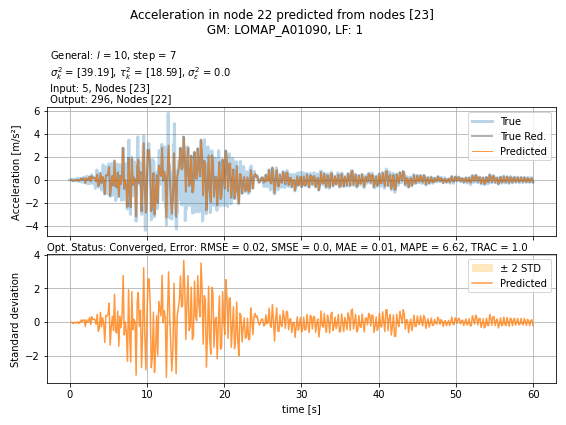 Acceleration in node 22 predicted from nodes [23]
GM: LOMAP_A01090, LF: 1
General: l = 10, step = 7
σ²ₖ = [39.19], τ²ₖ = [18.59], σ²ε = 0.0
Input: 5, Nodes [23]
Output: 296, Nodes [22]
Acceleration [m/s²]
6
4
2
0
−2
−4
True
True Red.
Predicted
Opt. Status: Converged, Error: RMSE = 0.02, SMSE = 0.0, MAE = 0.01, MAPE = 6.62, TRAC = 1.0
Standard deviation
4
2
0
−2
± 2 STD
Predicted
0 10 20 30 40 50 60
time [s]